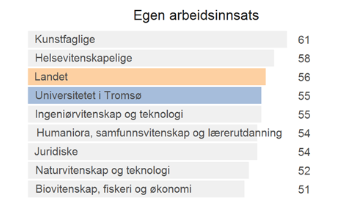 Egen arbeidsinnsats
Kunstfaglige 61
Helsevitenskapelige 58
Landet 56
Universitetet i Tromsø 55
Ingeniørvitenskap og teknologi 55
Humaniora, samfunnsvitenskap og lærerutdanning 54
Juridiske 54
Naturvitenskap og teknologi 52
Biovitenskap, fiskeri og økonomi 51